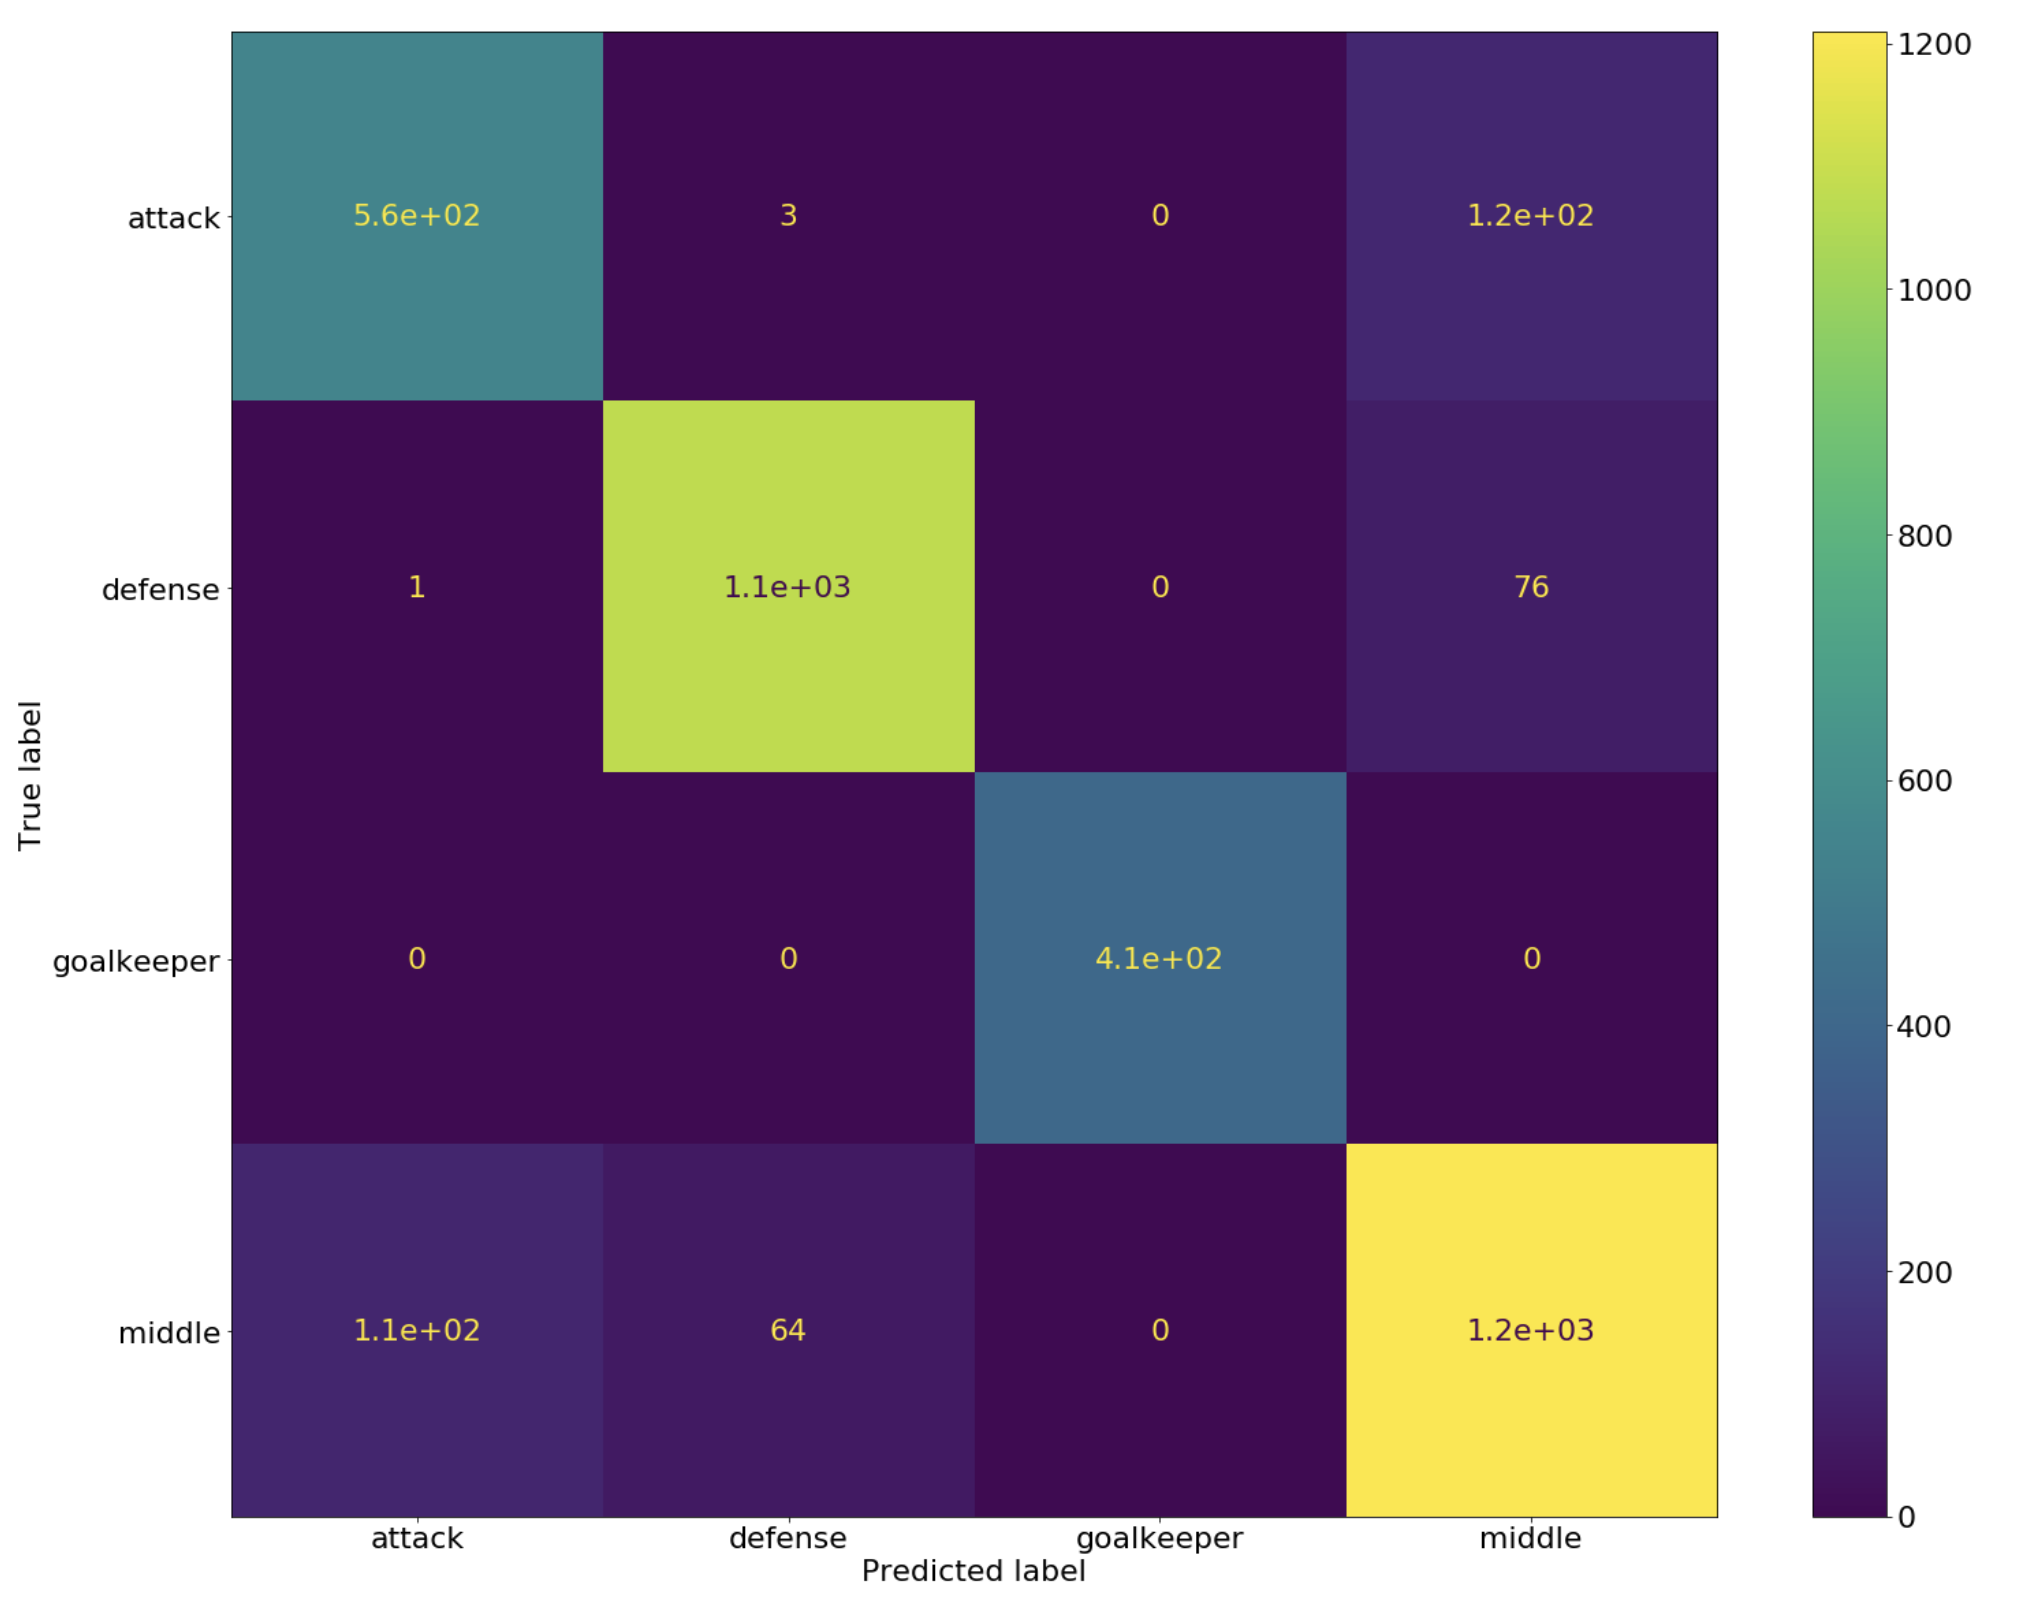 attack 5.6e+02 3 0 1.2e+02
defense 1 1.1e+03 0 76
goalkeeper 0 0 4.1e+02 0
middle 1.1e+02 64 0 1.2e+03
attack defense goalkeeper middle
Predicted label
True label
1200
1000
800
600
400
200
0